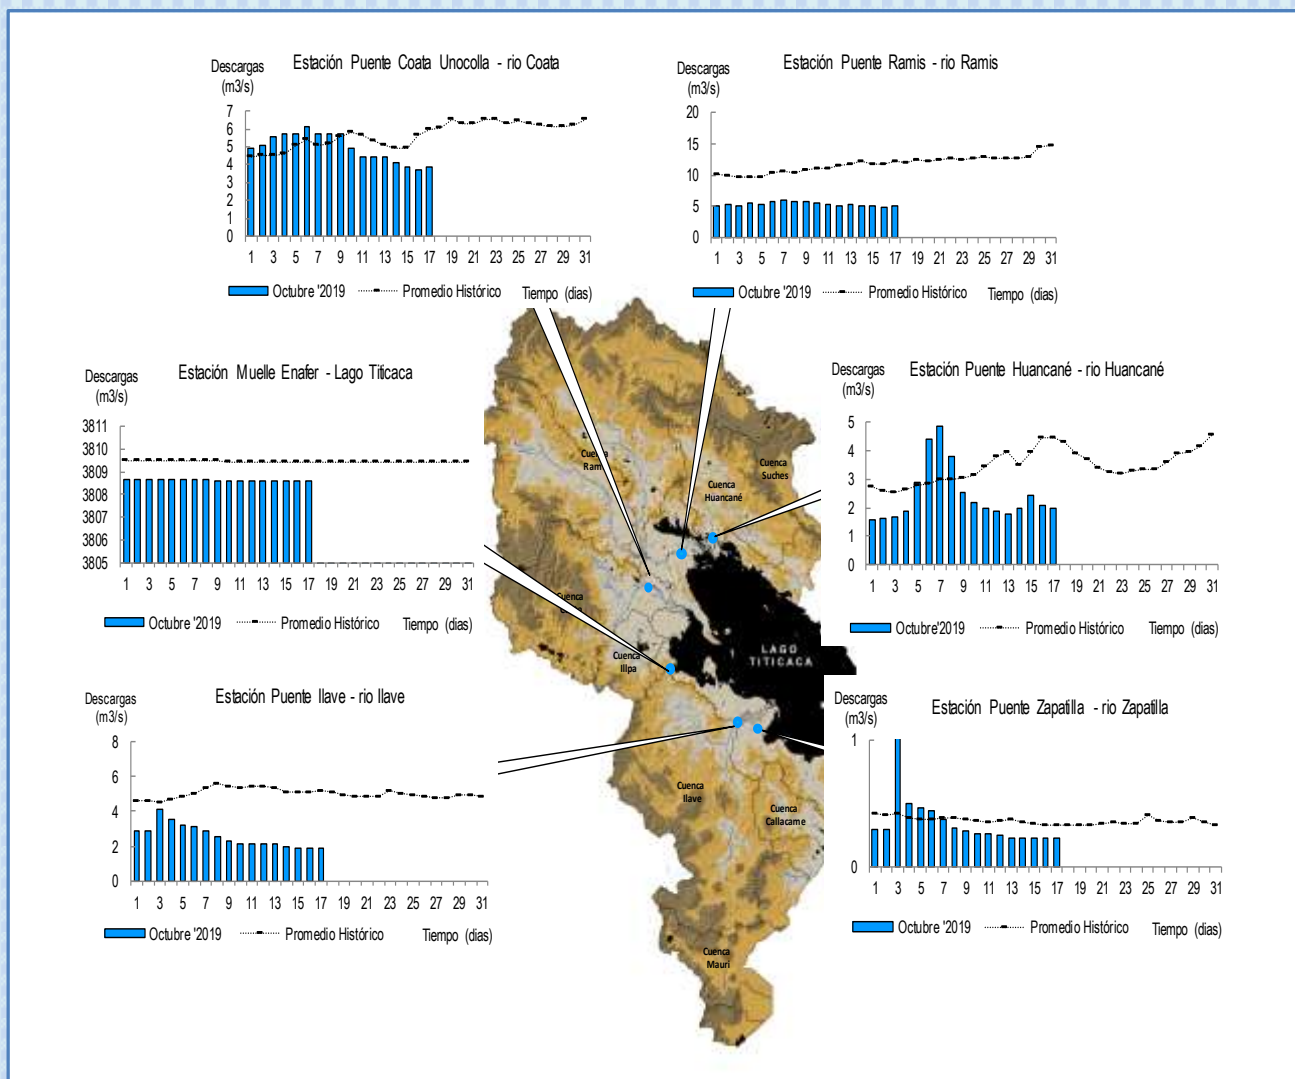 Estación Puente Coata Unocolla - rio Coata
Descargas
(m3/s)
7
6
5
4
3
2
1
0
1 3 5 7 9 11 13 15 17 19 21 23 25 27 29 31
Octubre '2019 Promedio Histórico Tiempo (dias)
Estación Puente Ramis - rio Ramis
Descargas
(m3/s)
20
15
10
5
0
1 3 5 7 9 11 13 15 17 19 21 23 25 27 29 31
Octubre '2019 Promedio Histórico Tiempo (dias)
Estación Muelle Enafer - Lago Titicaca
Descargas
(m3/s)
3811
3810
3809
3808
3807
3806
3805
1 3 5 7 9 11 13 15 17 19 21 23 25 27 29 31
Octubre '2019 Promedio Histórico Tiempo (dias)
Estación Puente Huancané - rio Huancané
Descargas
(m3/s)
5
4
3
2
1
0
1 3 5 7 9 11 13 15 17 19 21 23 25 27 29 31
Octubre'2019 Promedio Histórico Tiempo (dias)
Cuenca
Cuenca
Suches
Cuenca
Huancané
Cuenca
Cuenca
Illpa
LAGO
TITICACA
Cuenca
Ilave
Cuenca
Callacame
Cuenca
Mauri
Estación Puente Ilave - rio Ilave
Descargas
(m3/s)
8
6
4
2
0
1 3 5 7 9 11 13 15 17 19 21 23 25 27 29 31
Octubre '2019 Promedio Histórico Tiempo (dias)
Estación Puente Zapatilla - rio Zapatilla
Descargas
(m3/s)
1
0
1 3 5 7 9 11 13 15 17 19 21 23 25 27 29 31
Octubre '2019 Promedio Histórico Tiempo (dias)